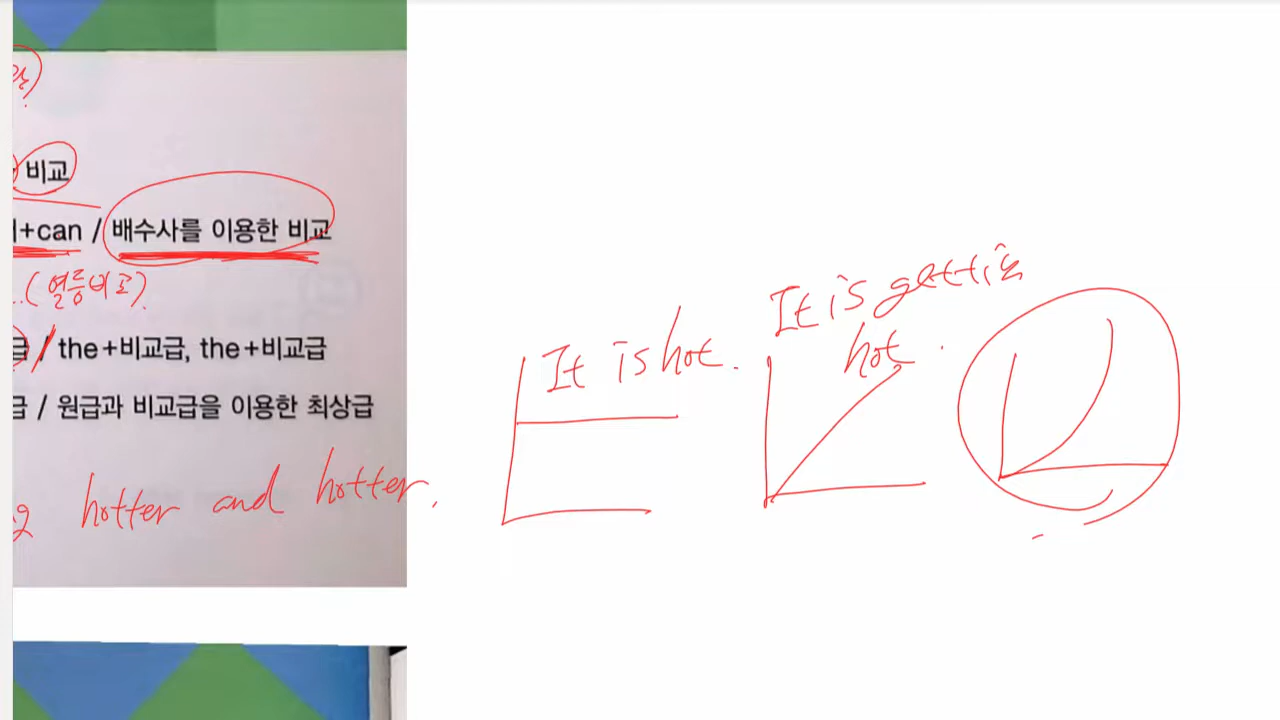 비교
+can / 배수사를 이용한 비교
..(열등비교).
급 / the+비교급, the+비교급
급 / 원급과 비교급을 이용한 최상급
g hotter and hotter.
It is hot.
It is gettin
hot.